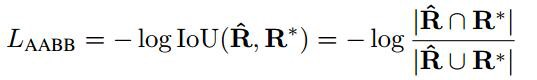 L_AABB = − log IoU(R̂, R*) = − log |R̂ ∩ R*| / |R̂ ∪ R*|